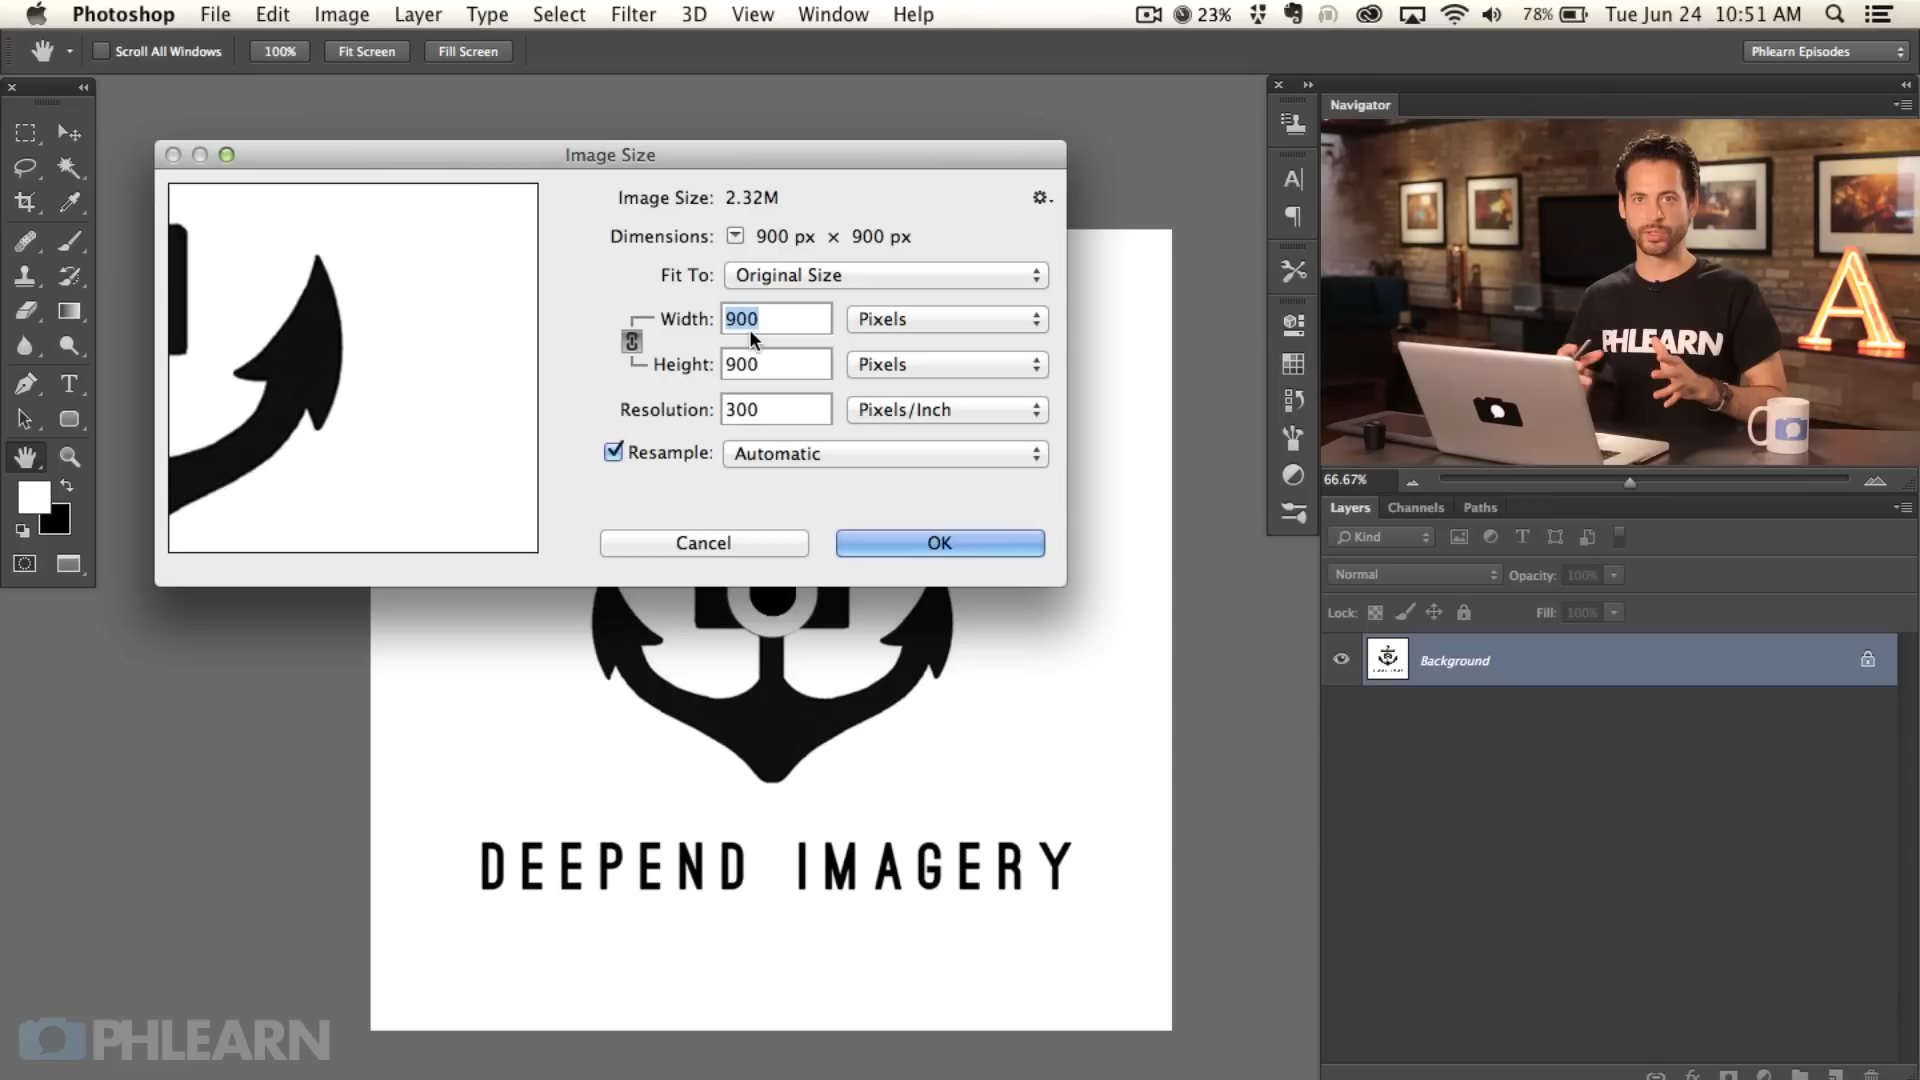 Photoshop File Edit Image Layer Type Select Filter 3D View Window Help 23% 78% Tue Jun 24 10:51 AM
Scroll All Windows 100% Fit Screen Fill Screen Phlearn Episodes
Navigator
Image Size
Image Size: 2.32M
Dimensions: 900 px × 900 px
Fit To: Original Size
Width: 900 Pixels
Height: 900 Pixels
Resolution: 300 Pixels/Inch
Resample: Automatic
Cancel OK
A
PHLEARN
66.67%
Layers Channels Paths
Kind
Normal Opacity: 100%
Lock: Fill: 100%
Background
DEEPEND IMAGERY
PHLEARN